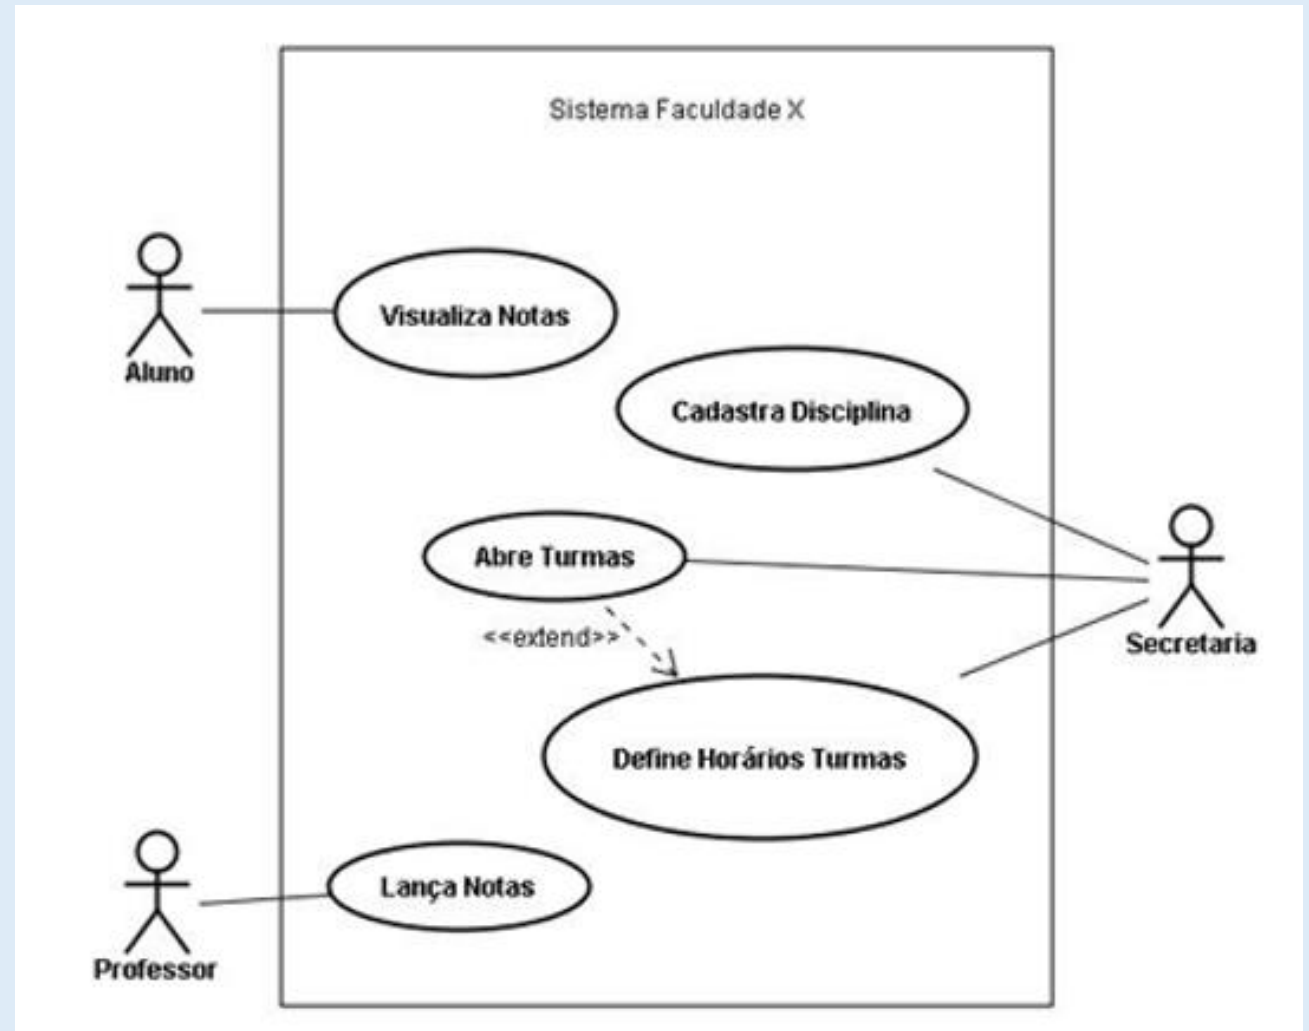 Sistema Faculdade X
Visualiza Notas
Aluno
Cadastra Disciplina
Abre Turmas
<<extend>>
Secretaria
Define Horários Turmas
Lança Notas
Professor